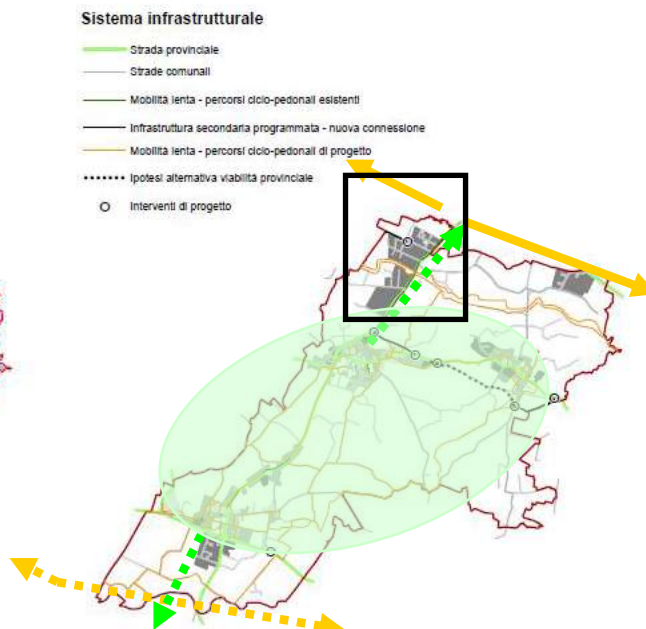 Sistema infrastrutturale
Strada provinciale
Strade comunali
Mobilità lenta - percorsi ciclo-pedonali esistenti
Infrastruttura secondaria programmata - nuova connessione
Mobilità lenta - percorsi ciclo-pedonali di progetto
Ipotesi alternativa viabilità provinciale
Interventi di progetto